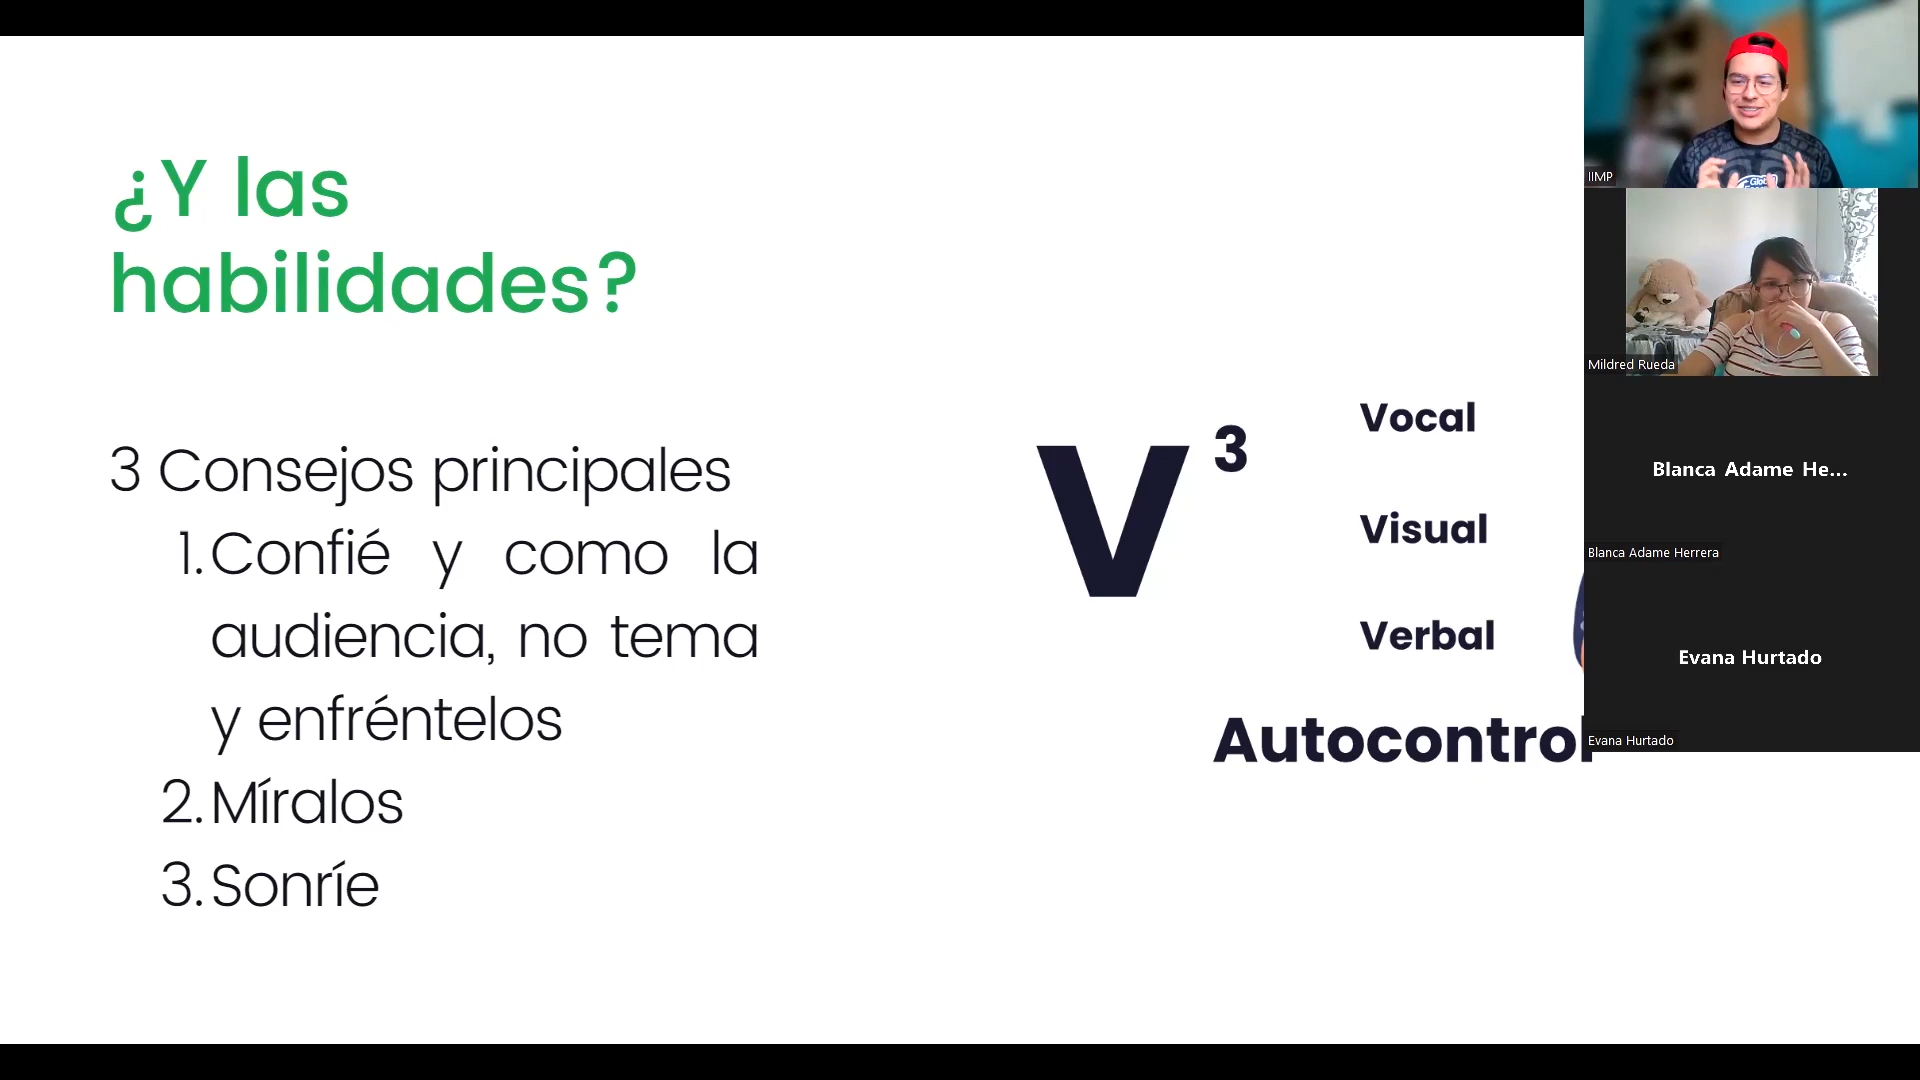 ¿Y las
habilidades?
3 Consejos principales
1. Confié y como la
audiencia, no tema
y enfréntelos
2. Míralos
3. Sonríe
V 3
Vocal
Visual
Verbal
Autocontrol
IIMP
Mildred Rueda
Blanca Adame He...
Blanca Adame Herrera
Evana Hurtado
Evana Hurtado